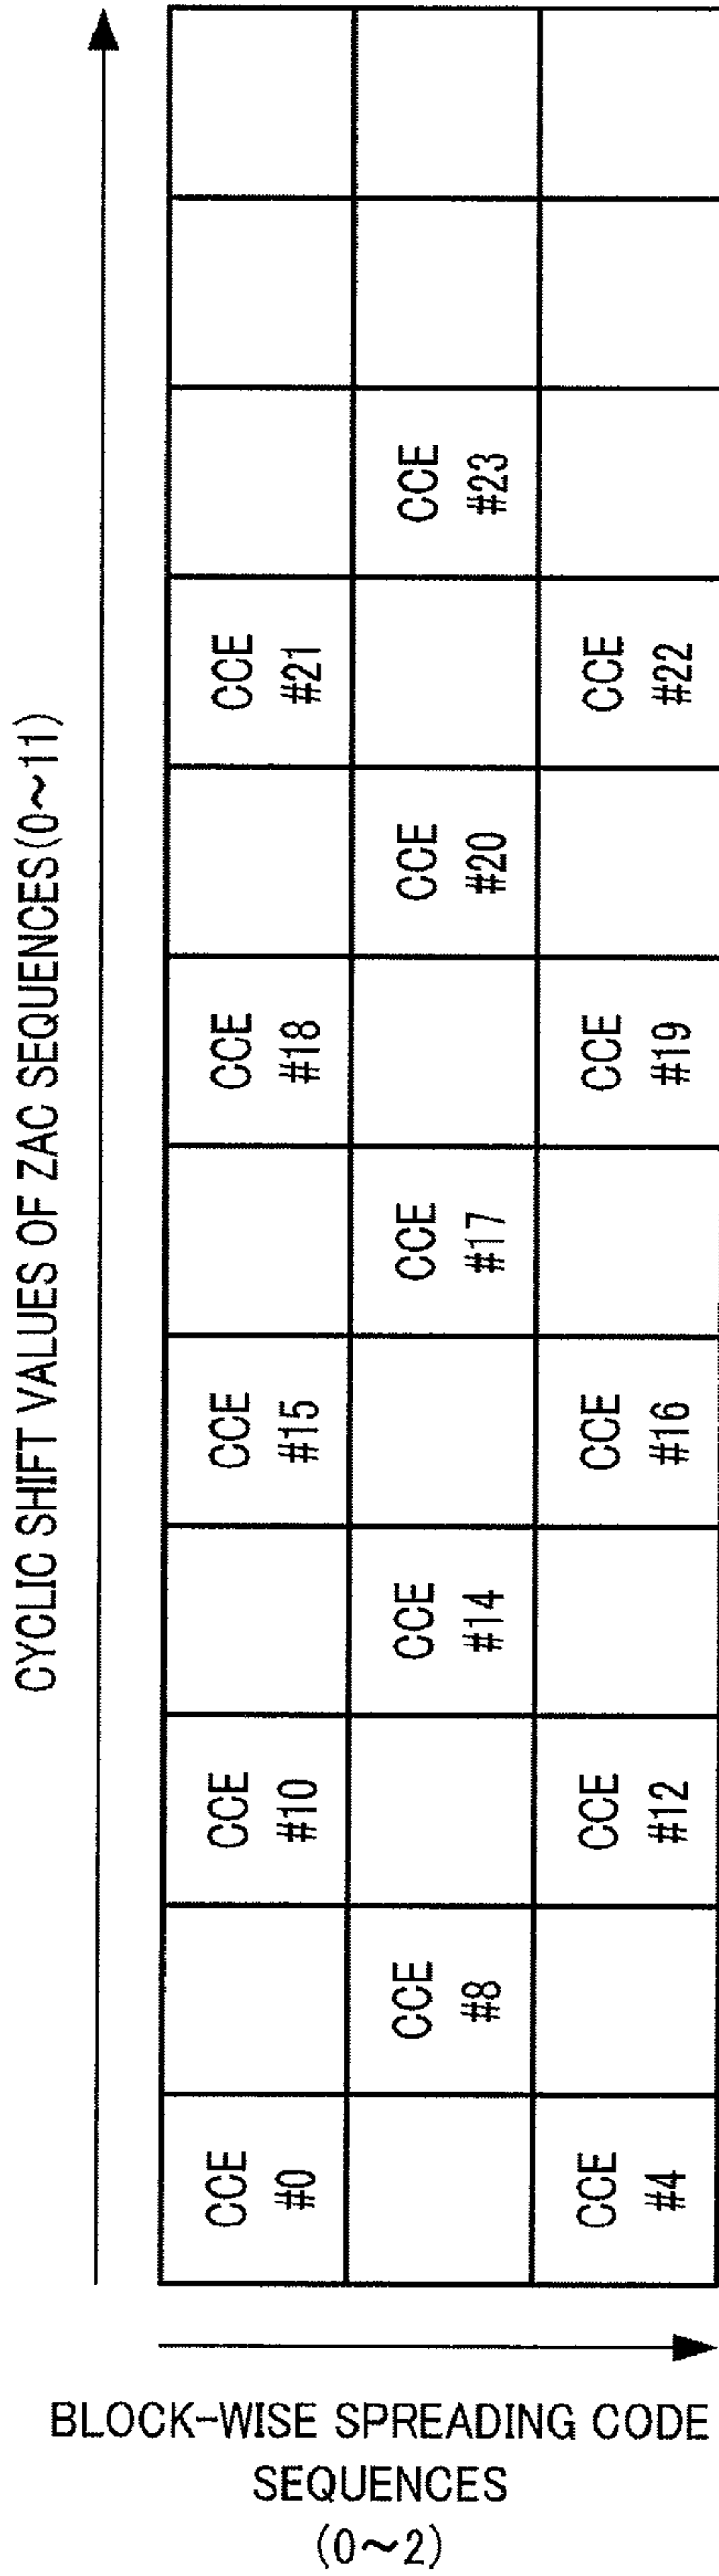 CYCLIC SHIFT VALUES OF ZAC SEQUENCES(0~11)
CCE
#0
CCE
#10
CCE
#15
CCE
#18
CCE
#21
CCE
#8
CCE
#14
CCE
#17
CCE
#20
CCE
#23
CCE
#4
CCE
#12
CCE
#16
CCE
#19
CCE
#22
BLOCK-WISE SPREADING CODE
SEQUENCES
(0~2)